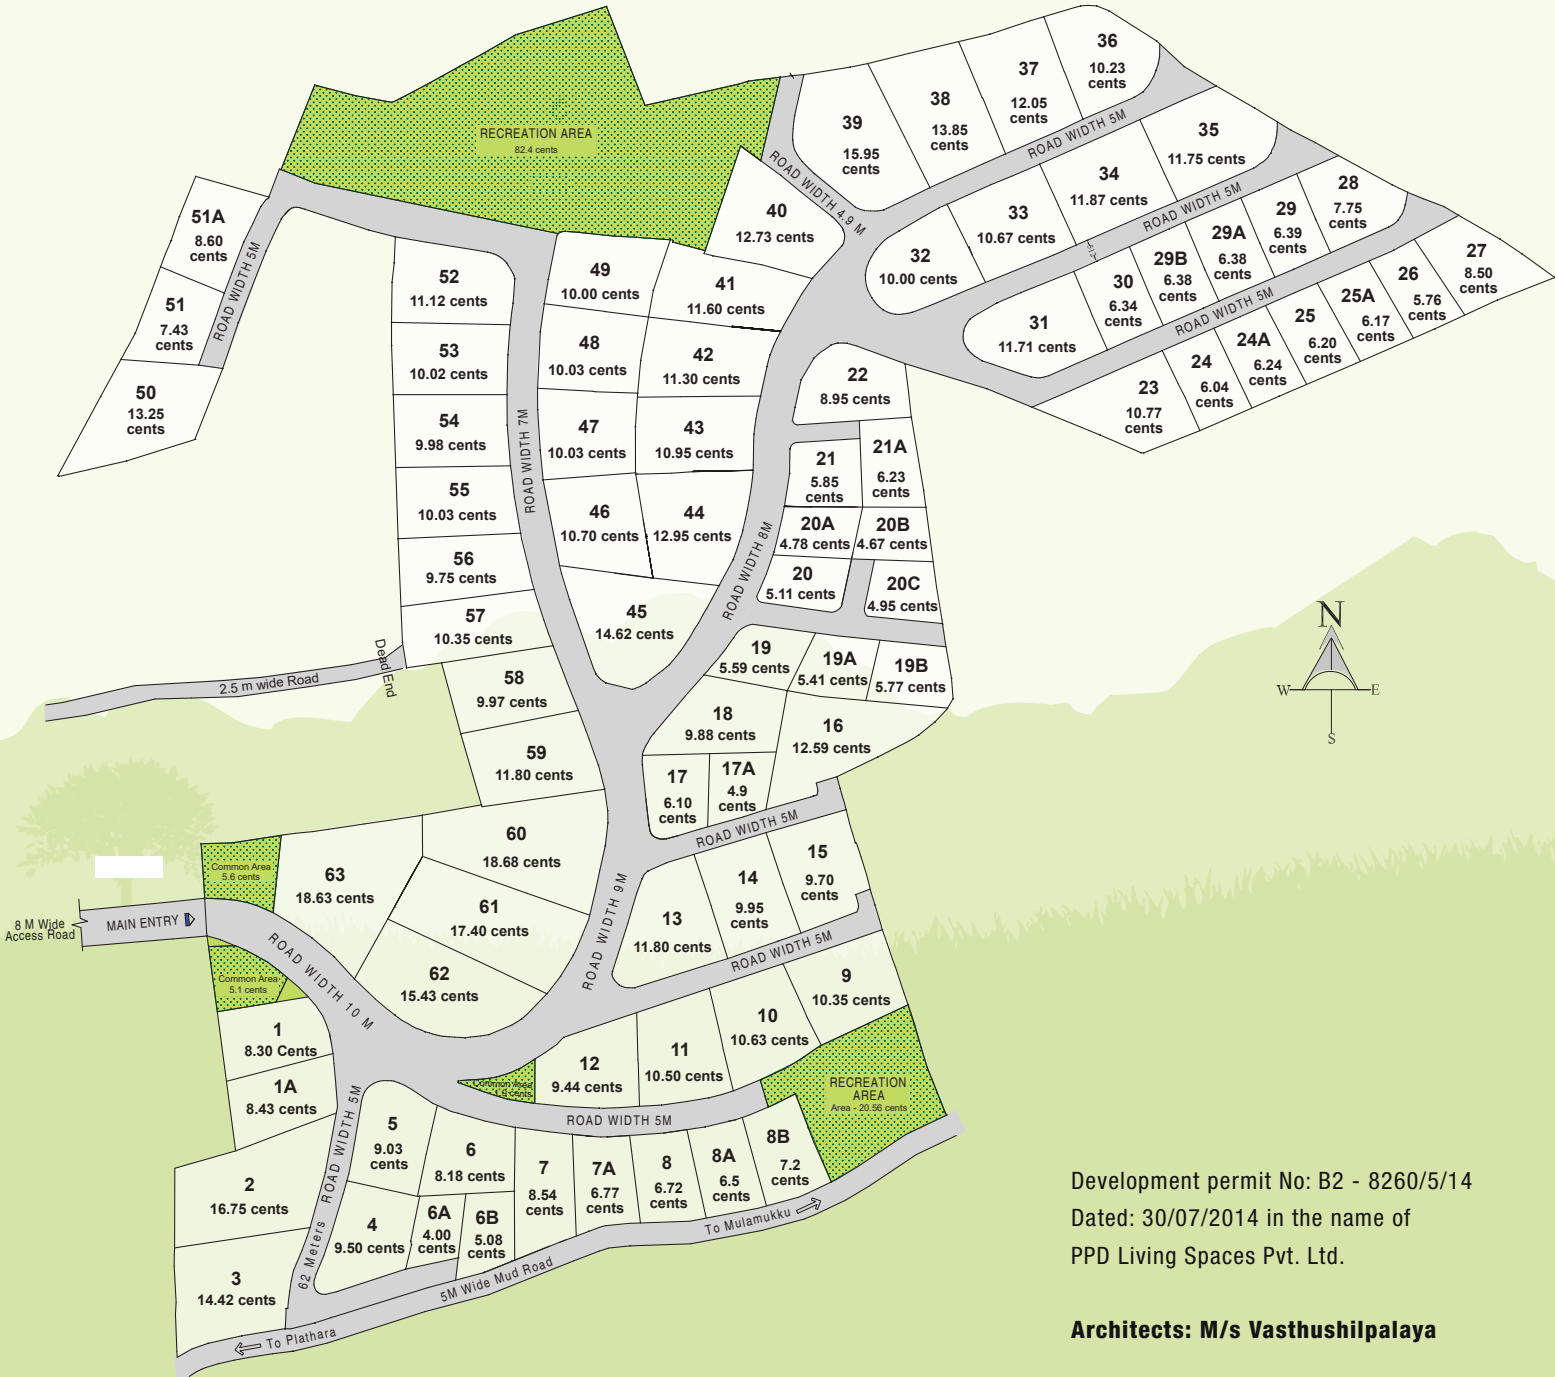 RECREATION AREA
82.4 cents
36
10.23
cents
37
12.05
cents
38
13.85
cents
39
15.95
cents
ROAD WIDTH 5M
35
11.75 cents
34
11.87 cents
33
10.67 cents
32
10.00 cents
ROAD WIDTH 4.9 M
40
12.73 cents
ROAD WIDTH 5M
28
7.75
cents
29
6.39
cents
29A
6.38
cents
29B
6.38
cents
30
6.34
cents
31
11.71 cents
ROAD WIDTH 5M
27
8.50
cents
26
5.76
cents
25A
6.17
cents
25
6.20
cents
24A
6.24
cents
24
6.04
cents
23
10.77
cents
51A
8.60
cents
51
7.43
cents
50
13.25
cents
ROAD WIDTH 5M
52
11.12 cents
53
10.02 cents
54
9.98 cents
55
10.03 cents
56
9.75 cents
57
10.35 cents
58
9.97 cents
59
11.80 cents
ROAD WIDTH 7M
49
10.00 cents
48
10.03 cents
47
10.03 cents
46
10.70 cents
41
11.60 cents
42
11.30 cents
43
10.95 cents
44
12.95 cents
45
14.62 cents
ROAD WIDTH 8M
22
8.95 cents
21
5.85
cents
21A
6.23
cents
20A
4.78 cents
20B
4.67 cents
20
5.11 cents
20C
4.95 cents
19
5.59 cents
19A
5.41 cents
19B
5.77 cents
18
9.88 cents
16
12.59 cents
17
6.10
cents
17A
4.9
cents
ROAD WIDTH 5M
Dead End
2.5 m wide Road
N
W
E
S
60
18.68 cents
61
17.40 cents
62
15.43 cents
63
18.63 cents
Common Area
5.6 cents
8 M Wide
Access Road
MAIN ENTRY
Common Area
5.1 cents
ROAD WIDTH 10 M
ROAD WIDTH 9M
15
9.70
cents
14
9.95
cents
13
11.80 cents
ROAD WIDTH 5M
9
10.35 cents
10
10.63 cents
11
10.50 cents
12
9.44 cents
Common Area
RECREATION
AREA
Area - 20.56 cents
ROAD WIDTH 5M
1
8.30 Cents
1A
8.43 cents
2
16.75 cents
3
14.42 cents
62 Meters ROAD WIDTH 5M
5
9.03
cents
4
9.50 cents
6
8.18 cents
6A
4.00
cents
6B
5.08
cents
7
8.54
cents
7A
6.77
cents
8
6.72
cents
8A
6.5
cents
8B
7.2
cents
To Mulamukku
5M Wide Mud Road
To Plathara
Development permit No: B2 - 8260/5/14
Dated: 30/07/2014 in the name of
PPD Living Spaces Pvt. Ltd.
Architects: M/s Vasthushilpalaya